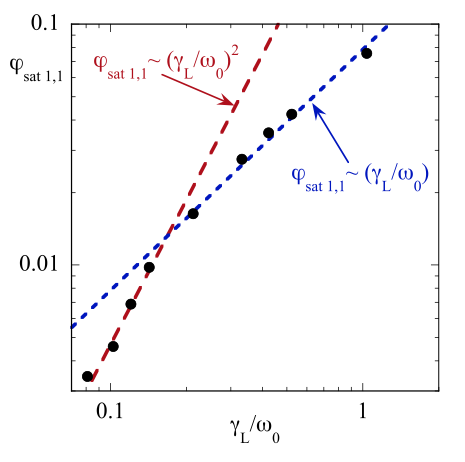 0.1
φsat 1,1~ (γL/ω0)2
φsat 1,1
φsat 1,1~ (γL/ω0)
0.01
0.1
1
γL/ω0